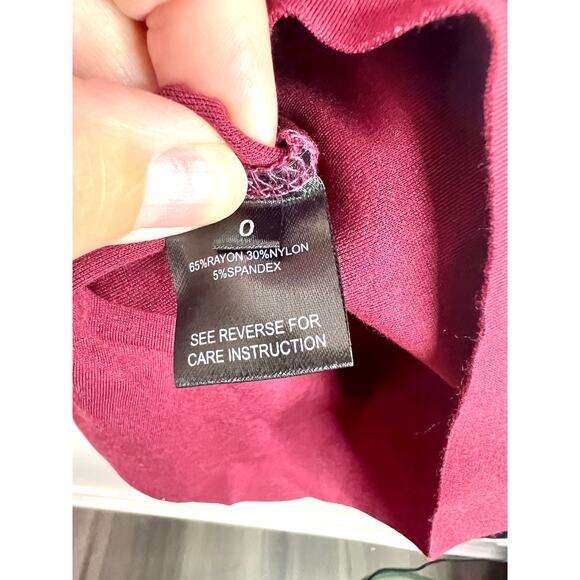 0
65%RAYON 30%NYLON
5%SPANDEX
SEE REVERSE FOR
CARE INSTRUCTION